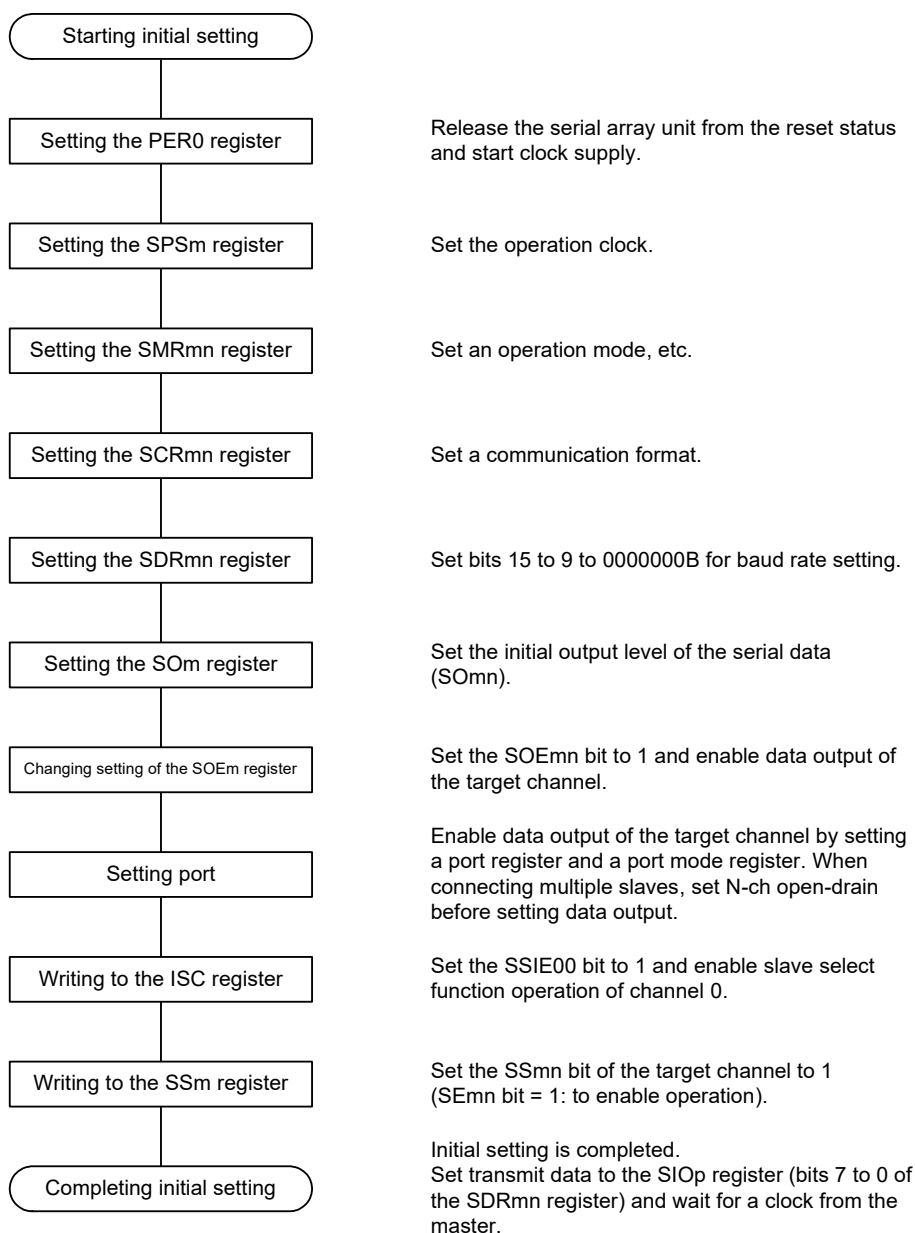 Starting initial setting
Setting the PER0 register
Release the serial array unit from the reset status
and start clock supply.
Setting the SPSm register
Set the operation clock.
Setting the SMRmn register
Set an operation mode, etc.
Setting the SCRmn register
Set a communication format.
Setting the SDRmn register
Set bits 15 to 9 to 0000000B for baud rate setting.
Setting the SOm register
Set the initial output level of the serial data
(SOmn).
Changing setting of the SOEm register
Set the SOEmn bit to 1 and enable data output of
the target channel.
Setting port
Enable data output of the target channel by setting
a port register and a port mode register. When
connecting multiple slaves, set N-ch open-drain
before setting data output.
Writing to the ISC register
Set the SSIE00 bit to 1 and enable slave select
function operation of channel 0.
Writing to the SSm register
Set the SSmn bit of the target channel to 1
(SEmn bit = 1: to enable operation).
Completing initial setting
Initial setting is completed.
Set transmit data to the SIOp register (bits 7 to 0 of
the SDRmn register) and wait for a clock from the
master.